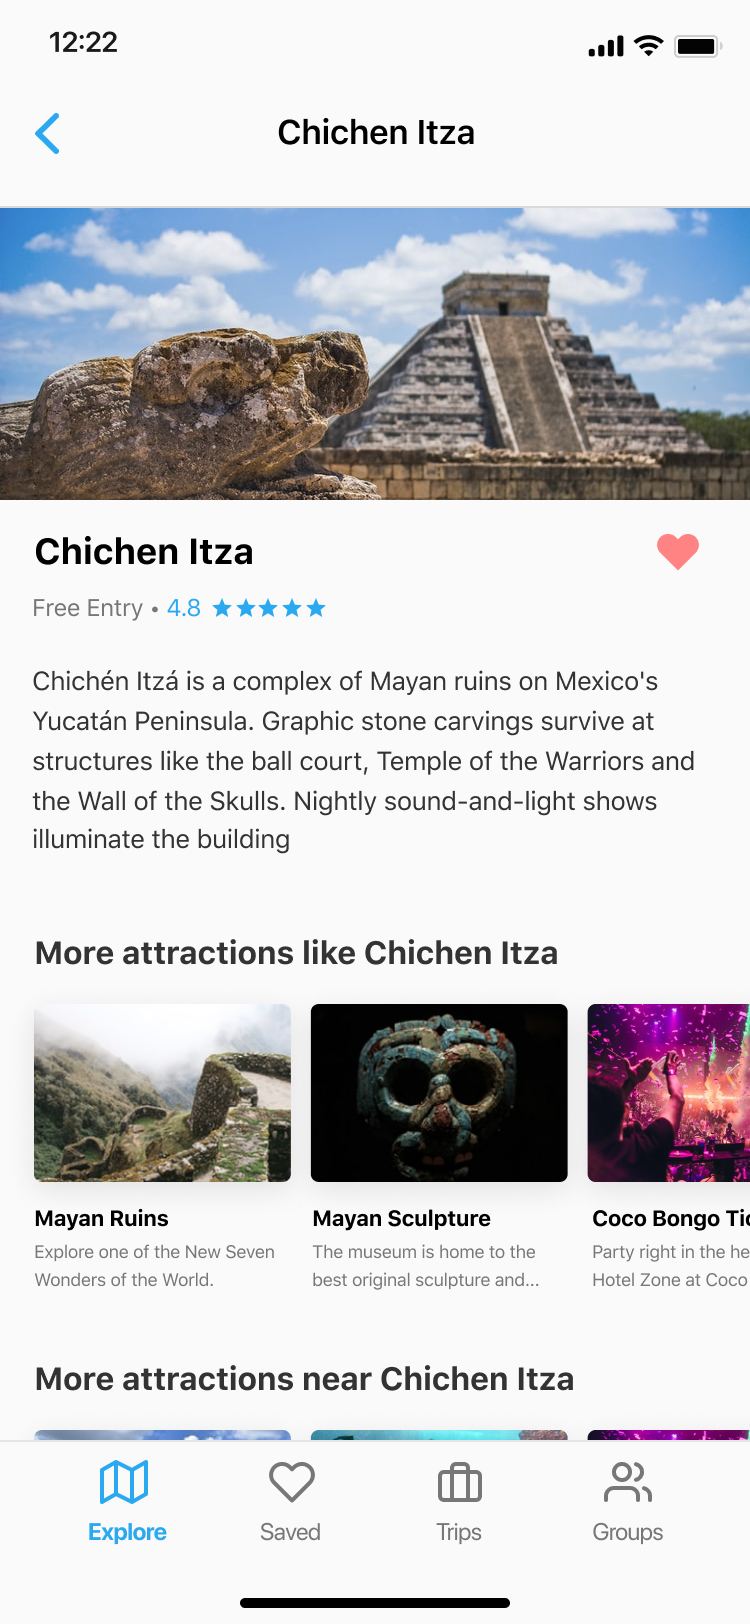 12:22
Chichen Itza
Chichen Itza
Free Entry • 4.8
Chichén Itzá is a complex of Mayan ruins on Mexico's
Yucatán Peninsula. Graphic stone carvings survive at
structures like the ball court, Temple of the Warriors and
the Wall of the Skulls. Nightly sound-and-light shows
illuminate the building
More attractions like Chichen Itza
Mayan Ruins
Explore one of the New Seven
Wonders of the World.
Mayan Sculpture
The museum is home to the
best original sculpture and...
Coco Bongo Tic
Party right in the he
Hotel Zone at Coco
More attractions near Chichen Itza
Explore
Saved
Trips
Groups